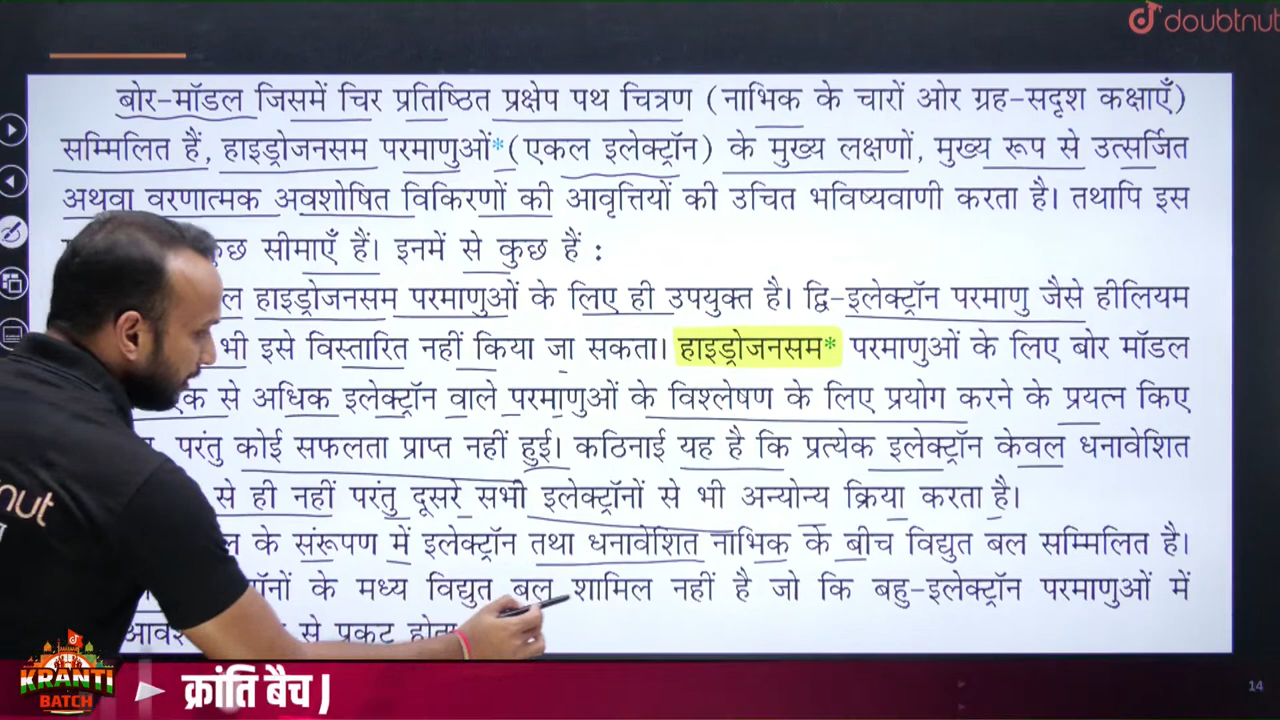 doubtnut
बोर-मॉडल जिसमें चिर प्रतिष्ठित प्रक्षेप पथ चित्रण (नाभिक के चारों ओर ग्रह-सदृश कक्षाएँ)
सम्मिलित हैं, हाइड्रोजनसम परमाणुओं*(एकल इलेक्ट्रॉन) के मुख्य लक्षणों, मुख्य रूप से उत्सर्जित
अथवा वरणात्मक अवशोषित विकिरणों की आवृत्तियों की उचित भविष्यवाणी करता है। तथापि इस
कुछ सीमाएँ हैं। इनमें से कुछ हैं :
हाइड्रोजनसम परमाणुओं के लिए ही उपयुक्त है। द्वि-इलेक्ट्रॉन परमाणु जैसे हीलियम
भी इसे विस्तारित नहीं किया जा सकता। हाइड्रोजनसम* परमाणुओं के लिए बोर मॉडल
एक से अधिक इलेक्ट्रॉन वाले परमाणुओं के विश्लेषण के लिए प्रयोग करने के प्रयत्न किए
परंतु कोई सफलता प्राप्त नहीं हुई। कठिनाई यह है कि प्रत्येक इलेक्ट्रॉन केवल धनावेशित
से ही नहीं परंतु दूसरे सभी इलेक्ट्रॉनों से भी अन्योन्य क्रिया करता है।
के संरूपण में इलेक्ट्रॉन तथा धनावेशित नाभिक के बीच विद्युत बल सम्मिलित है।
के मध्य विद्युत बल शामिल नहीं है जो कि बहु-इलेक्ट्रॉन परमाणुओं में
से प्रकट होता
nut
KRANTI
BATCH
क्रांति बैच J
14